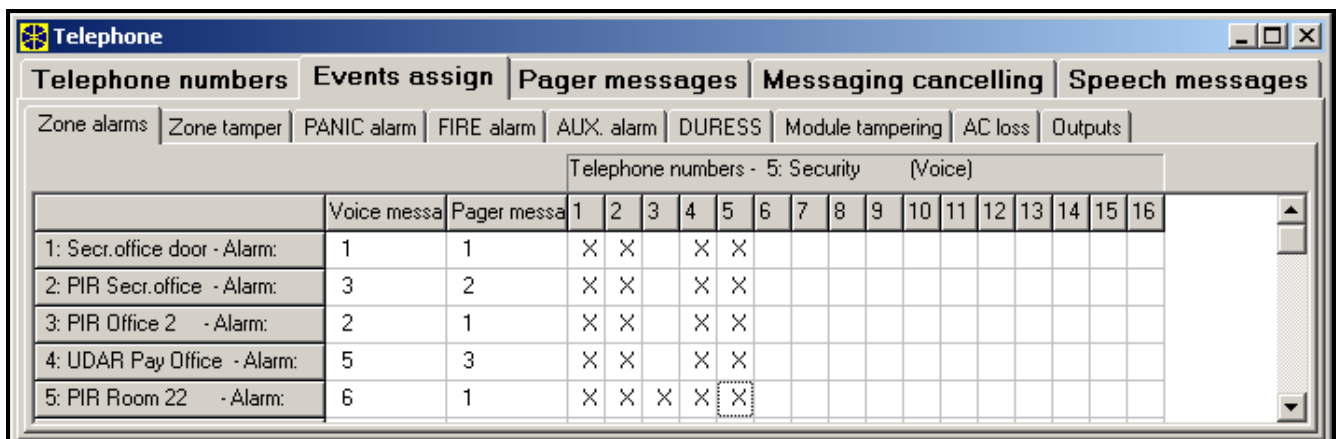 Telephone
Telephone numbers Events assign Pager messages Messaging cancelling Speech messages
Zone alarms Zone tamper PANIC alarm FIRE alarm AUX. alarm DURESS Module tampering AC loss Outputs
Telephone numbers - 5: Security (Voice)
Voice messa Pager messa 1 2 3 4 5 6 7 8 9 10 11 12 13 14 15 16
1: Secr.office door - Alarm: 1 1 X X X X
2: PIR Secr.office - Alarm: 3 2 X X X X
3: PIR Office 2 - Alarm: 2 1 X X X X
4: UDAR Pay Office - Alarm: 5 3 X X X X
5: PIR Room 22 - Alarm: 6 1 X X X X X